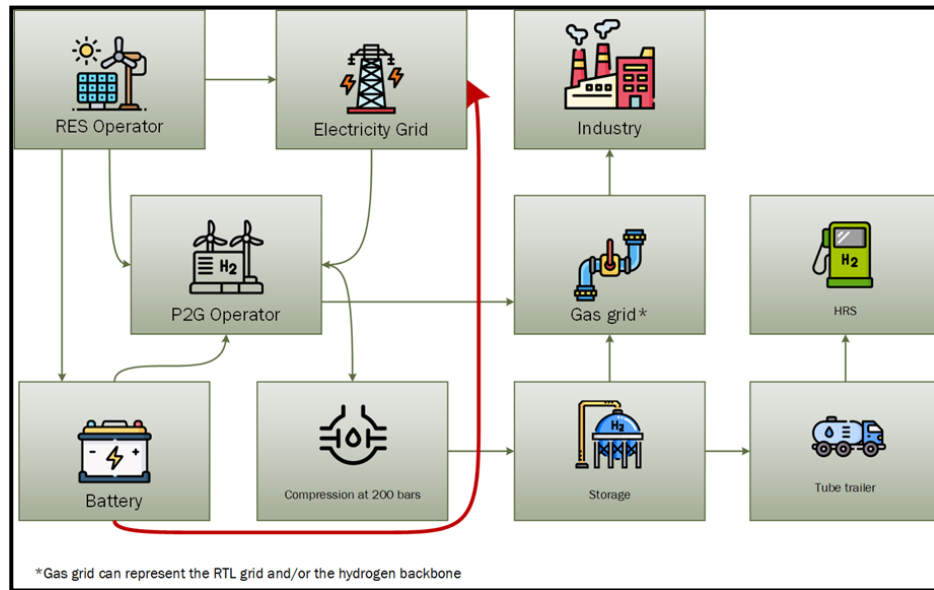 RES Operator
Electricity Grid
Industry
H2
P2G Operator
Gas grid*
H2
HRS
Battery
Compression at 200 bars
H2
Storage
Tube trailer
*Gas grid can represent the RTL grid and/or the hydrogen backbone